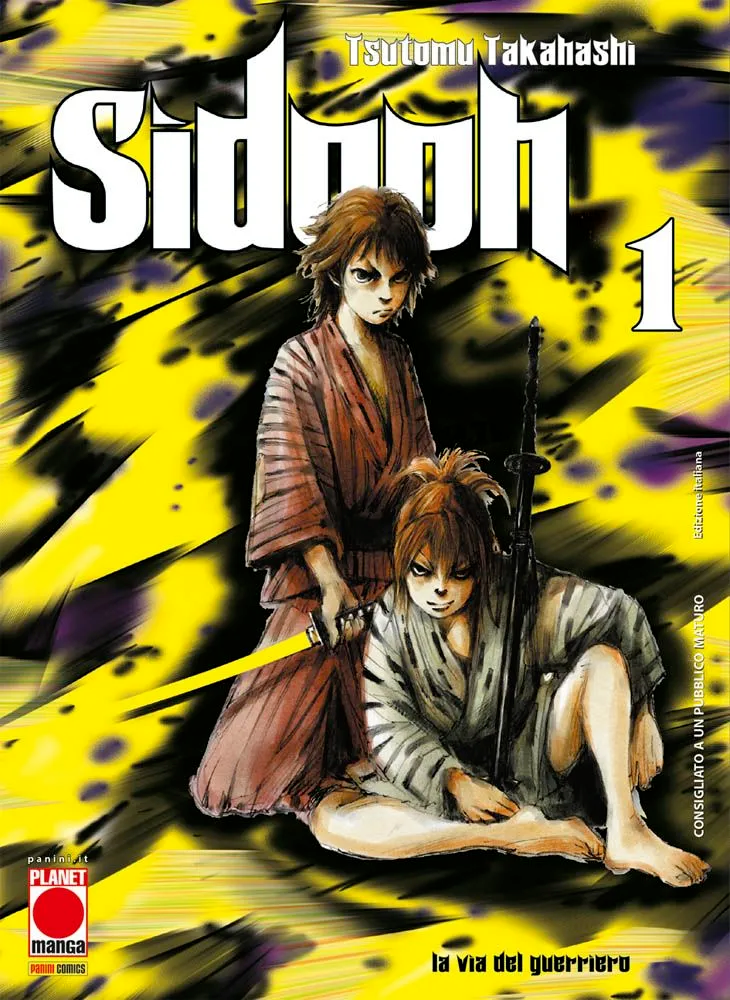 Tsutomu Takahashi
Sidooh
1
Edizione italiana
CONSIGLIATO A UN PUBBLICO MATURO
panini.it
PLANET
manga
PANINI COMICS
la via del guerriero